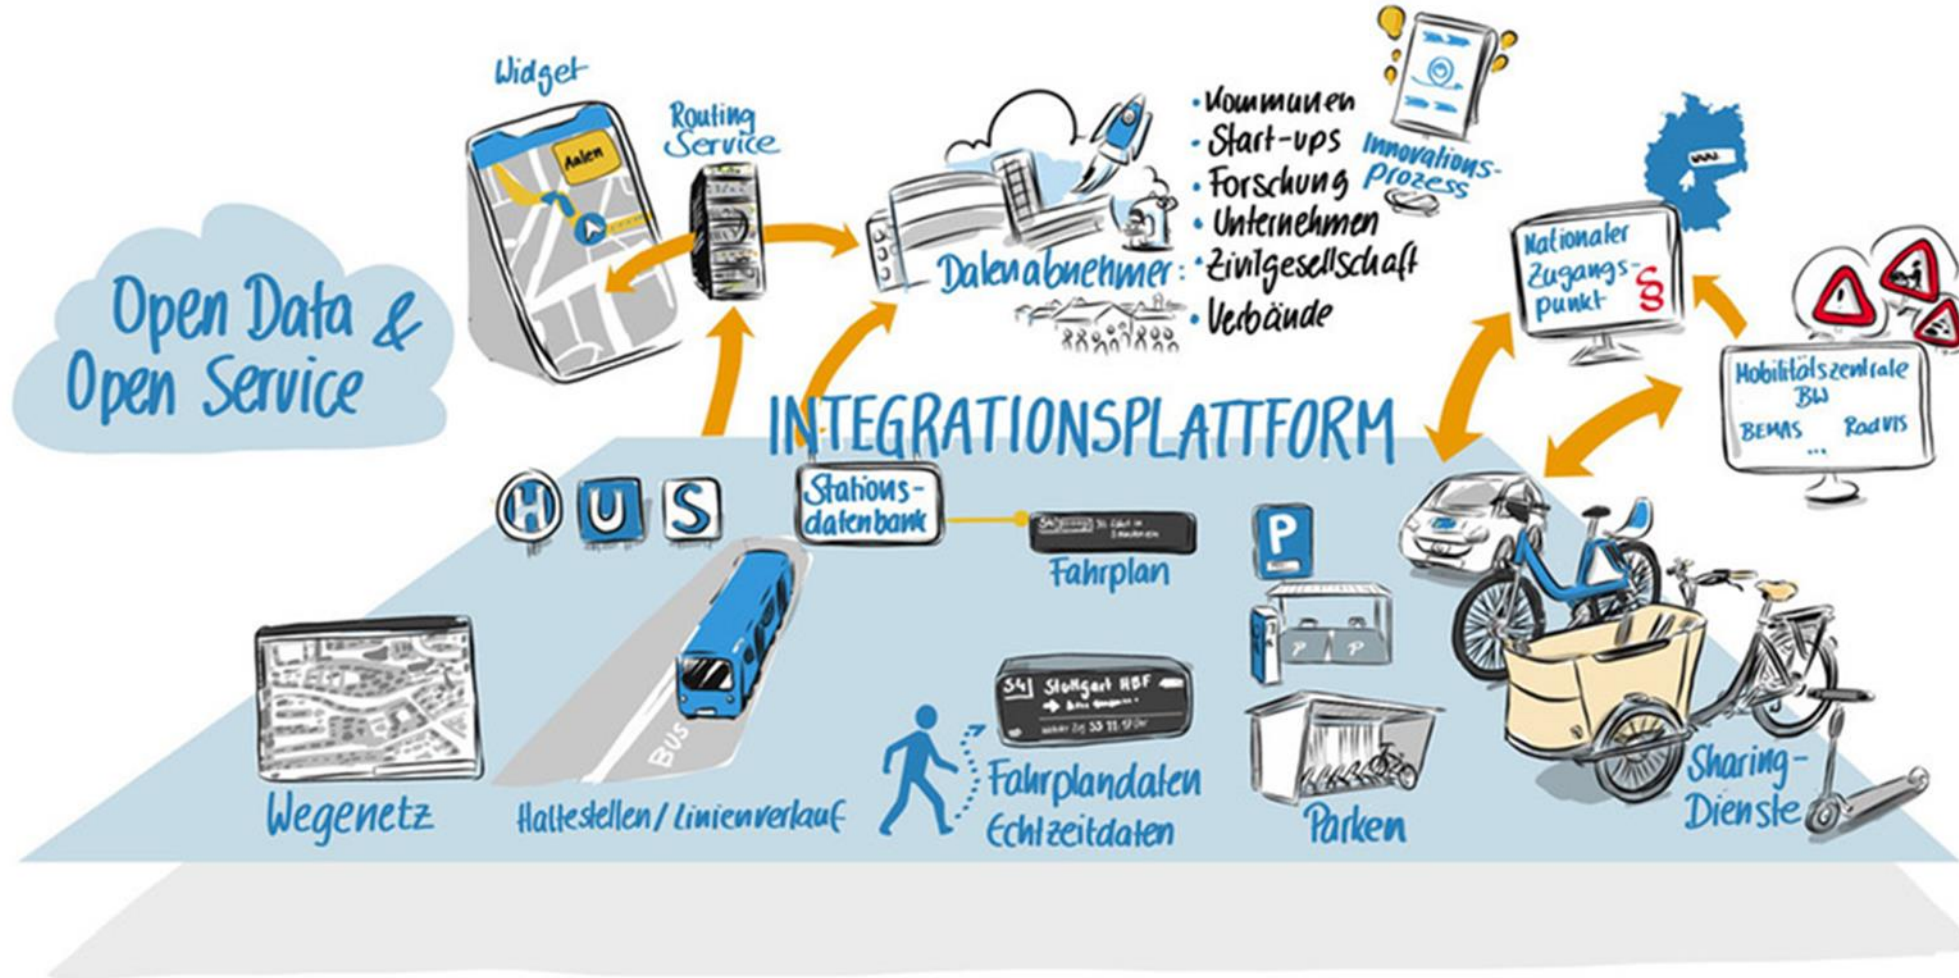 Widget
Aalen
Routing
Service
Open Data &
Open Service
Datenabnehmer:
• Kommunen
• Start-ups
• Forschung
• Unternehmen
• Zivilgesellschaft
• Verbände
Innovations-
prozess
Nationaler
Zugangs-
punkt
§
Mobilitätszentrale
BW
BEMAS RadVIS
...
INTEGRATIONSPLATTFORM
H U S
Stations-
datenbank
Fahrplan
P
P P
Wegenetz
BUS
Haltestellen/Linienverlauf
S4 Stuttgart HBF
Fahrplandaten
Echtzeitdaten
Parken
Sharing-
Dienste